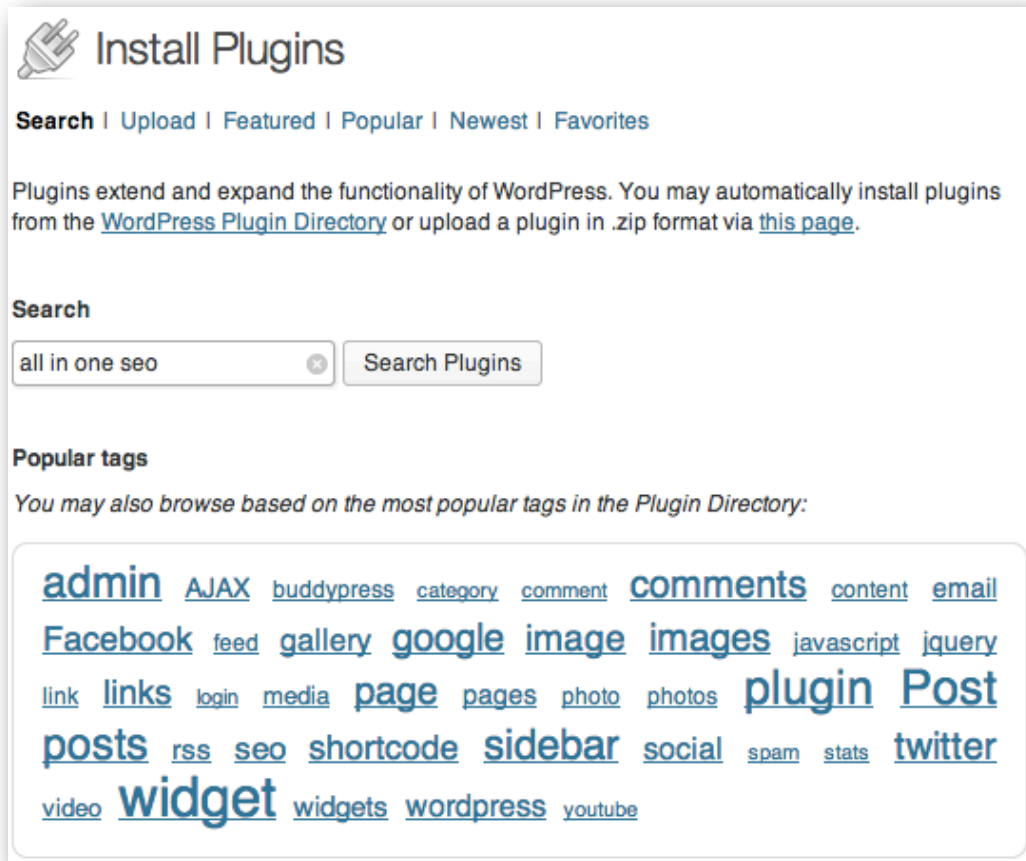 Install Plugins
Search | Upload | Featured | Popular | Newest | Favorites
Plugins extend and expand the functionality of WordPress. You may automatically install plugins
from the WordPress Plugin Directory or upload a plugin in .zip format via this page.
Search
all in one seo Search Plugins
Popular tags
You may also browse based on the most popular tags in the Plugin Directory:
admin AJAX buddypress category comment comments content email
Facebook feed gallery google image images javascript jquery
link links login media page pages photo photos plugin Post
posts rss seo shortcode sidebar social spam stats twitter
video widget widgets wordpress youtube